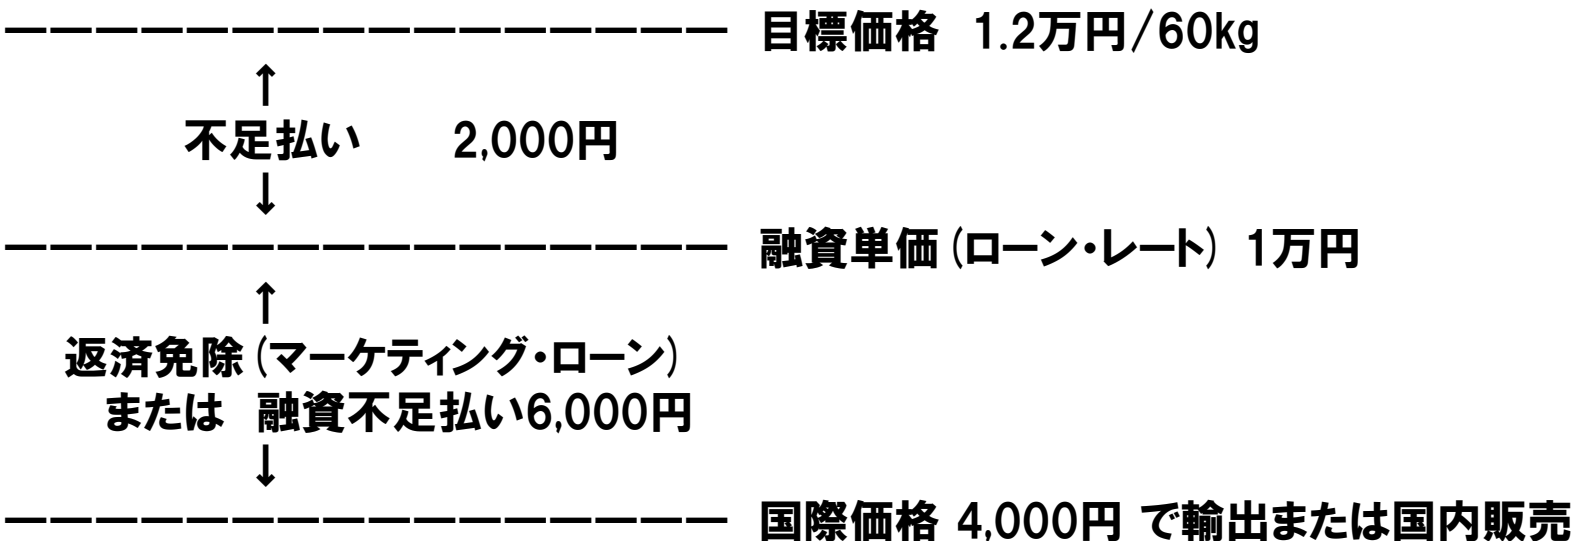 目標価格 1.2万円/60kg
↑
不足払い 2,000円
↓
融資単価(ローン・レート) 1万円
↑
返済免除(マーケティング・ローン)
または 融資不足払い6,000円
↓
国際価格 4,000円 で輸出または国内販売